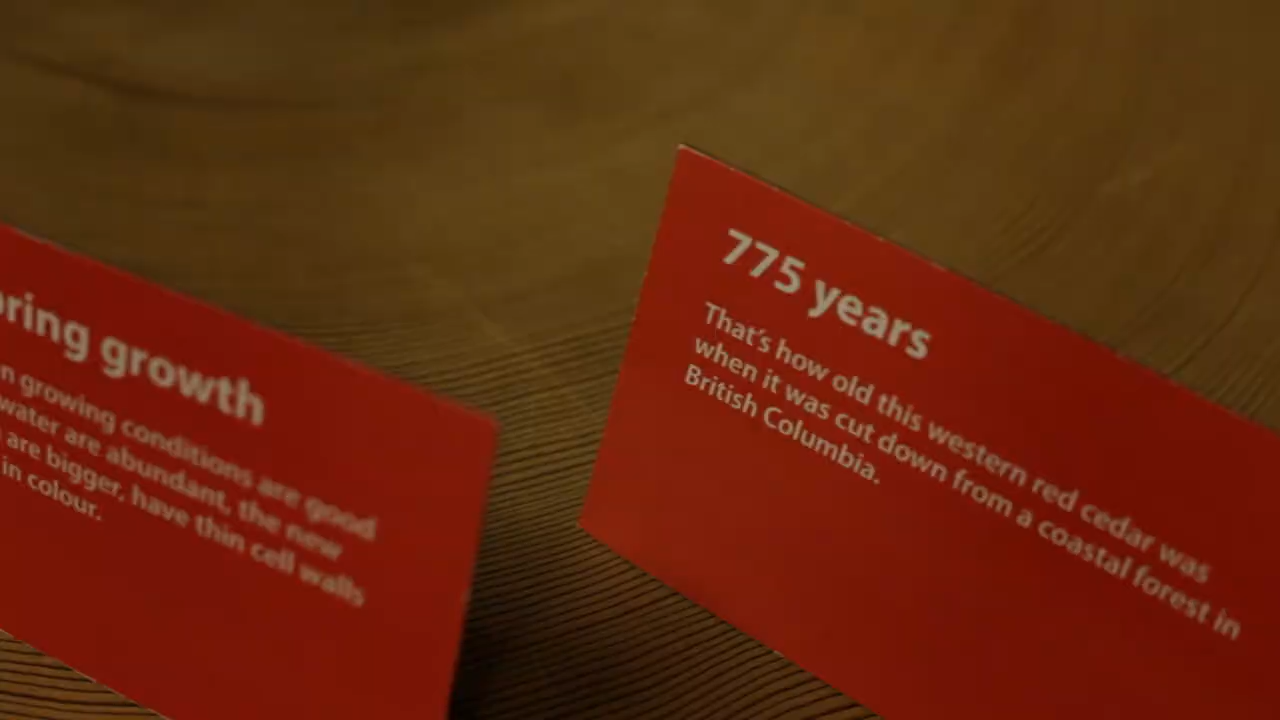 pring growth
n growing conditions are good
water are abundant, the new
are bigger, have thin cell walls
in colour.
775 years
That's how old this western red cedar was
when it was cut down from a coastal forest in
British Columbia.